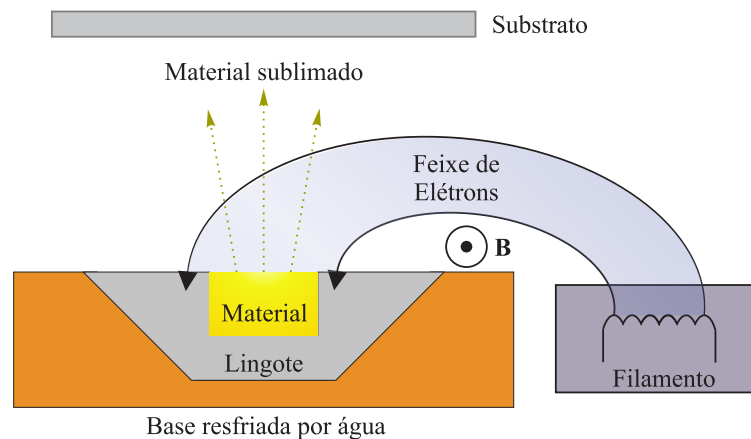 Substrato
Material sublimado
Feixe de
Elétrons
B
Material
Lingote
Filamento
Base resfriada por água